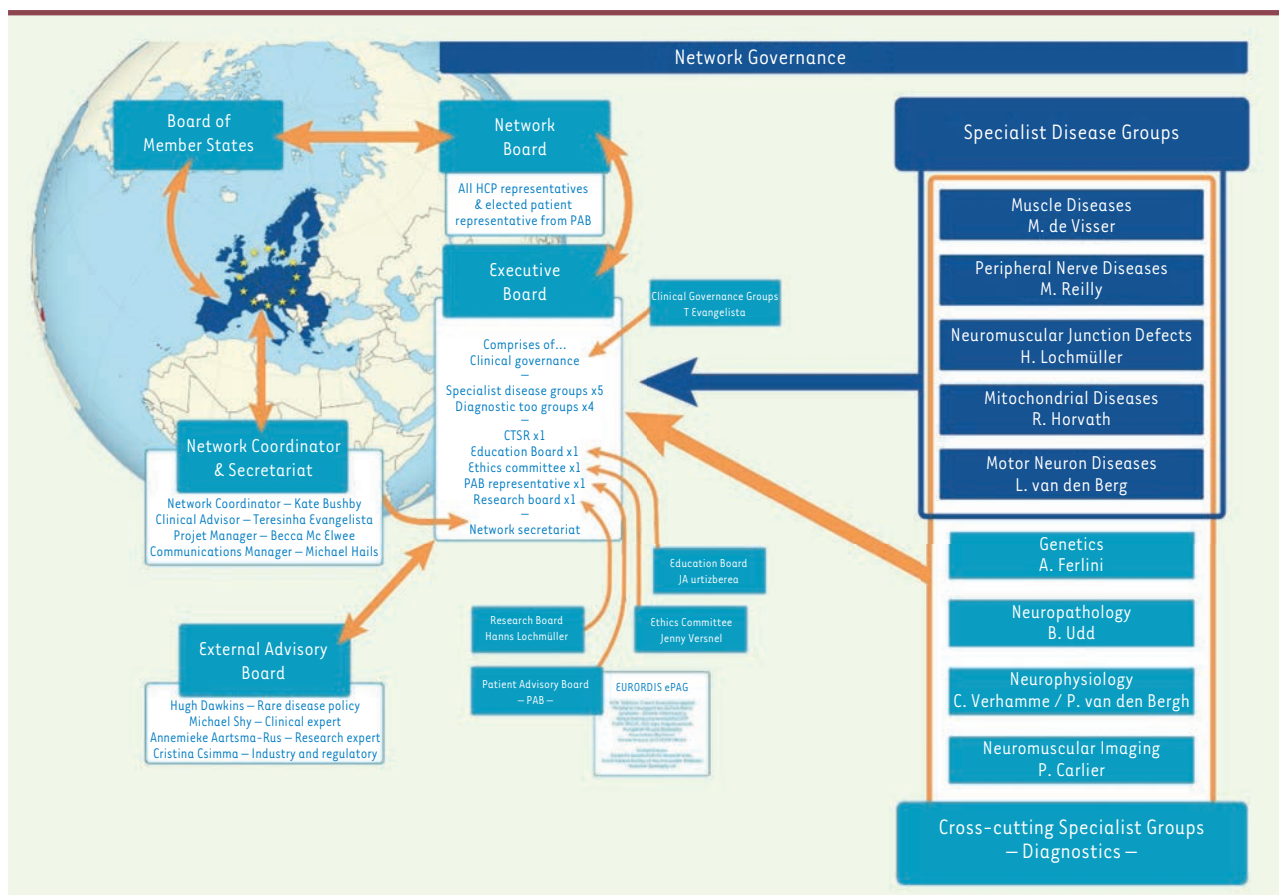 Network Governance
Board of
Member States
Network
Board
All HCP representatives
& elected patient
representative from PAB
Executive
Board
Comprises of...
Clinical governance
—
Specialist disease groups x5
Diagnostic too groups x4
—
CTSR x1
Education Board x1
Ethics committee x1
PAB representative x1
Research board x1
—
Network secretariat
Clinical Governance Groups
T Evangelista
Network Coordinator
& Secretariat
Network Coordinator — Kate Bushby
Clinical Advisor — Teresinha Evangelista
Projet Manager — Becca Mc Elwee
Communications Manager — Michael Hails
External Advisory
Board
Hugh Dawkins — Rare disease policy
Michael Shy — Clinical expert
Annemieke Aartsma-Rus — Research expert
Cristina Csimma — Industry and regulatory
Education Board
JA urtizberea
Research Board
Hanns Lochmüller
Ethics Committee
Jenny Versnel
Patient Advisory Board
— PAB —
EURORDIS ePAG
Specialist Disease Groups
Muscle Diseases
M. de Visser
Peripheral Nerve Diseases
M. Reilly
Neuromuscular Junction Defects
H. Lochmüller
Mitochondrial Diseases
R. Horvath
Motor Neuron Diseases
L. van den Berg
Genetics
A. Ferlini
Neuropathology
B. Udd
Neurophysiology
C. Verhamme / P. van den Bergh
Neuromuscular Imaging
P. Carlier
Cross-cutting Specialist Groups
— Diagnostics —